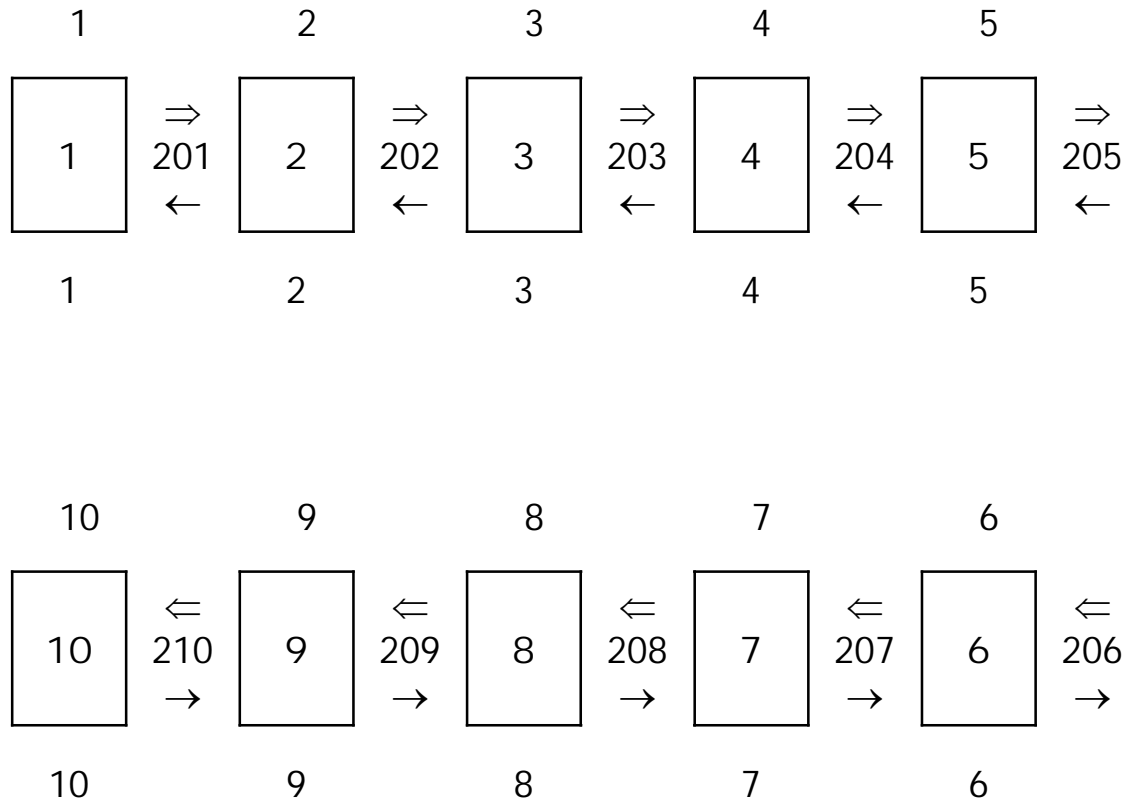 1 2 3 4 5
⇒ ⇒ ⇒ ⇒ ⇒
1 201 2 202 3 203 4 204 5 205
← ← ← ← ←
1 2 3 4 5
10 9 8 7 6
⇐ ⇐ ⇐ ⇐ ⇐
10 210 9 209 8 208 7 207 6 206
→ → → → →
10 9 8 7 6